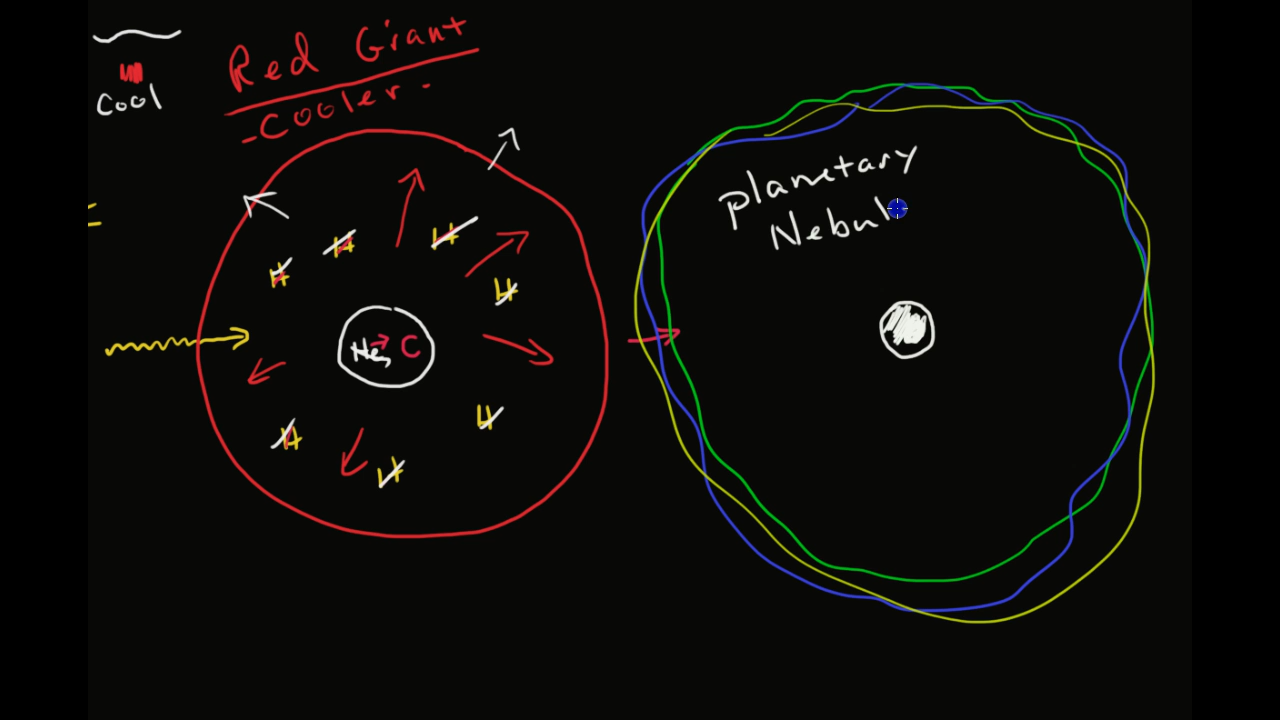 Cool
Red Giant
- Cooler.
Planetary
Nebul
H
H
H
H
He → C
H
H
H